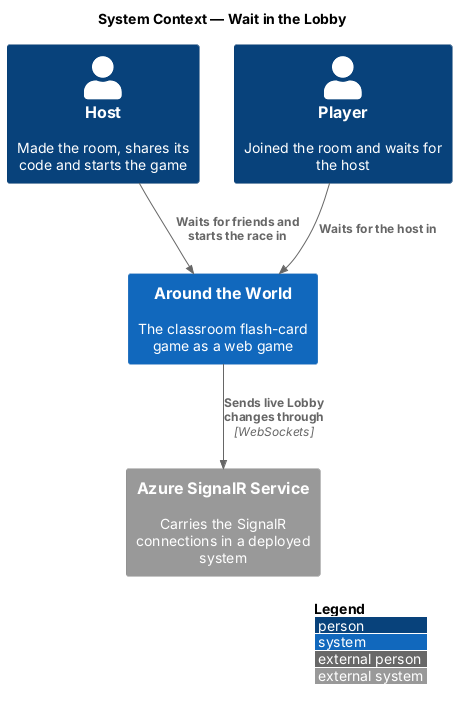 System Context — Wait in the Lobby
Host
Made the room, shares its
code and starts the game
Player
Joined the room and waits for
the host
Waits for friends and
starts the race in
Waits for the host in
Around the World
The classroom flash-card
game as a web game
Sends live Lobby
changes through
[WebSockets]
Azure SignalR Service
Carries the SignalR
connections in a deployed
system
Legend
person
system
external person
external system